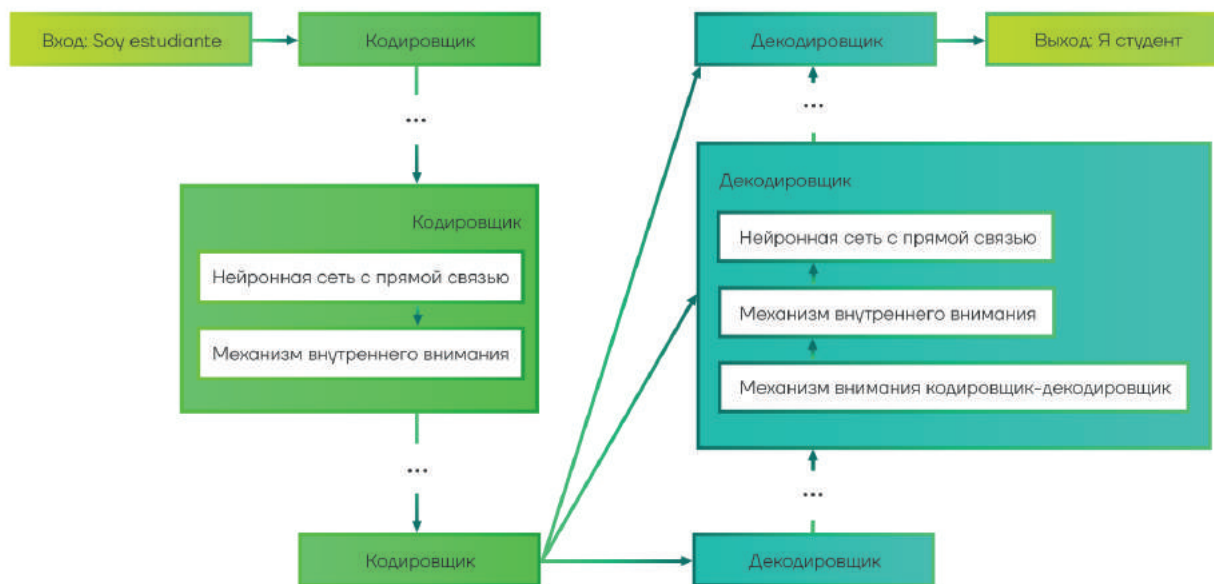 Вход: Soy estudiante
Кодировщик
...
Кодировщик
Нейронная сеть с прямой связью
Механизм внутреннего внимания
...
Кодировщик
Декодировщик
Выход: Я студент
...
Декодировщик
Нейронная сеть с прямой связью
Механизм внутреннего внимания
Механизм внимания кодировщик-декодировщик
...
Декодировщик